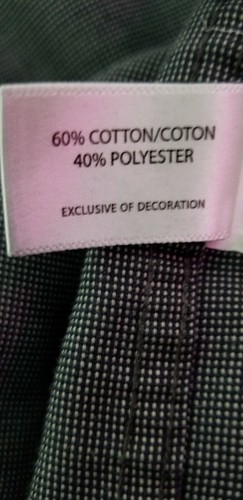 60% COTTON/COTON
40% POLYESTER
EXCLUSIVE OF DECORATION